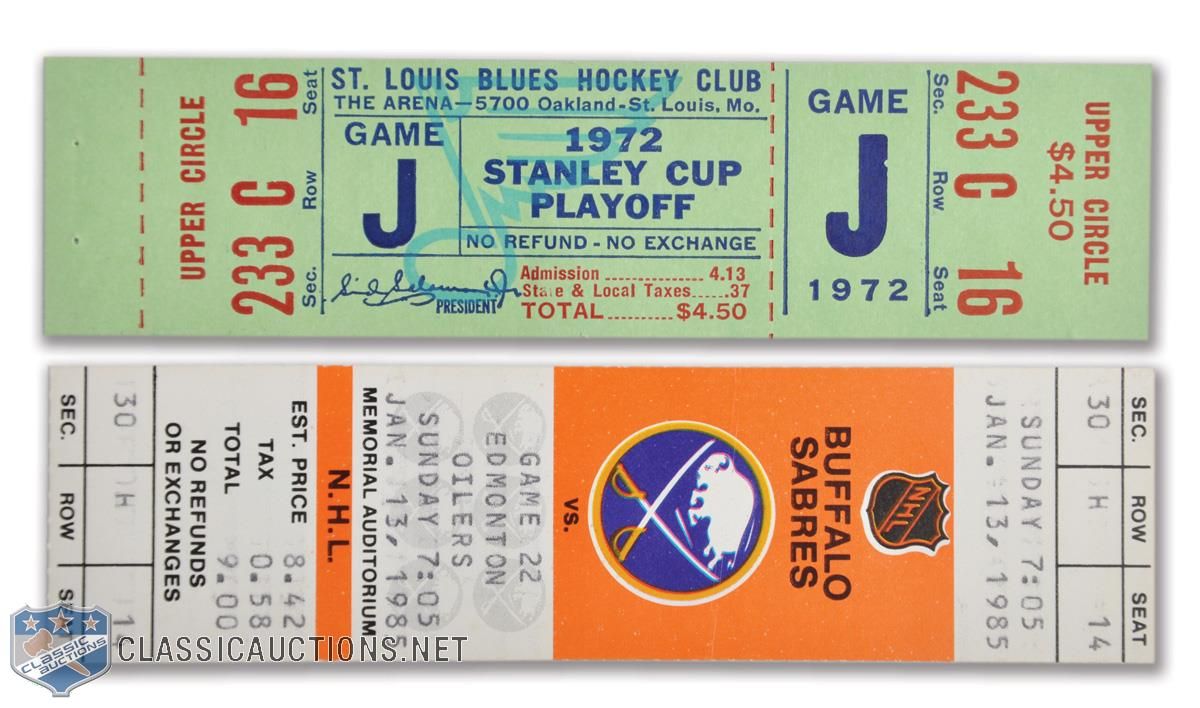 UPPER CIRCLE
233 C 16
Sec. Row Seat
ST. LOUIS BLUES HOCKEY CLUB
THE ARENA—5700 Oakland-St. Louis, Mo.
GAME
J
1972
STANLEY CUP
PLAYOFF
NO REFUND - NO EXCHANGE
PRESIDENT
Admission 4.13
State & Local Taxes .37
TOTAL $4.50
GAME
J
1972
Sec. Row Seat
233 C 16
UPPER CIRCLE
$4.50
SEC. ROW SEAT
30 H 14
SUNDAY 7:05
JAN. 13, 1985
NHL
BUFFALO
SABRES
vs.
GAME 22
EDMONTON
OILERS
SUNDAY 7:05
JAN. 13, 1985
MEMORIAL AUDITORIUM
N.H.L.
EST. PRICE 8.42
TAX 0.58
TOTAL 9.00
NO REFUNDS
OR EXCHANGES
30 H 14
SEC. ROW
CLASSIC AUCTIONS
CLASSICAUCTIONS.NET